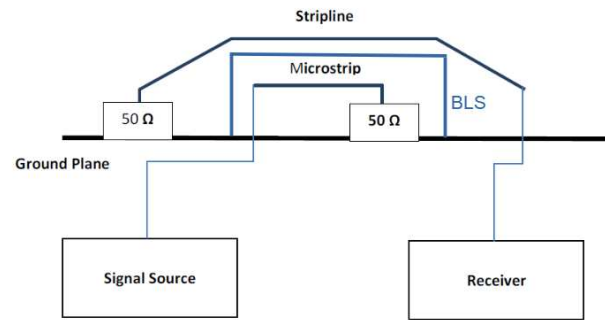 Stripline
Microstrip
BLS
50 Ω
50 Ω
Ground Plane
Signal Source
Receiver